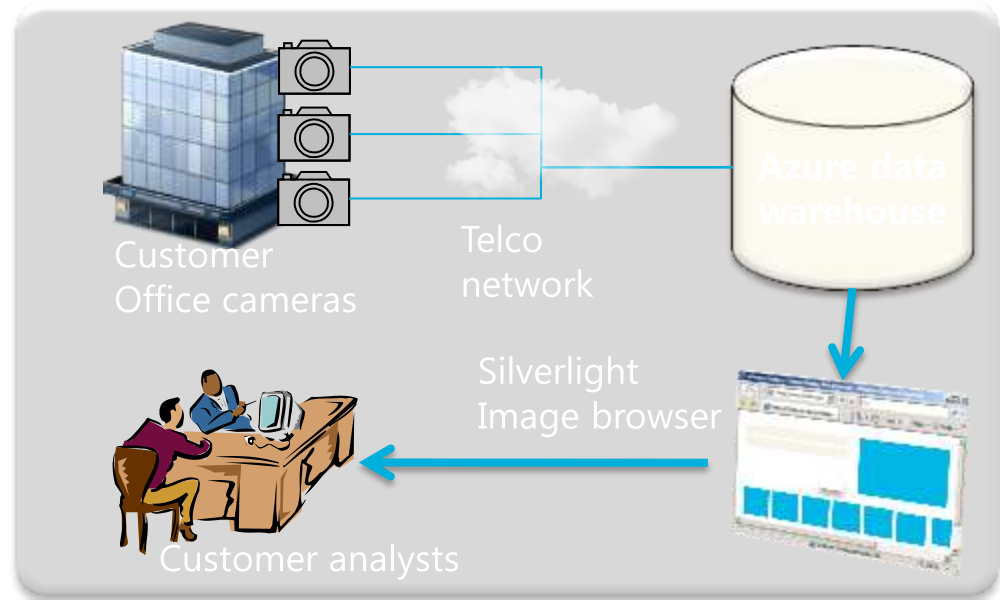 Customer
Office cameras
Telco
network
Azure data
warehouse
Silverlight
Image browser
Customer analysts